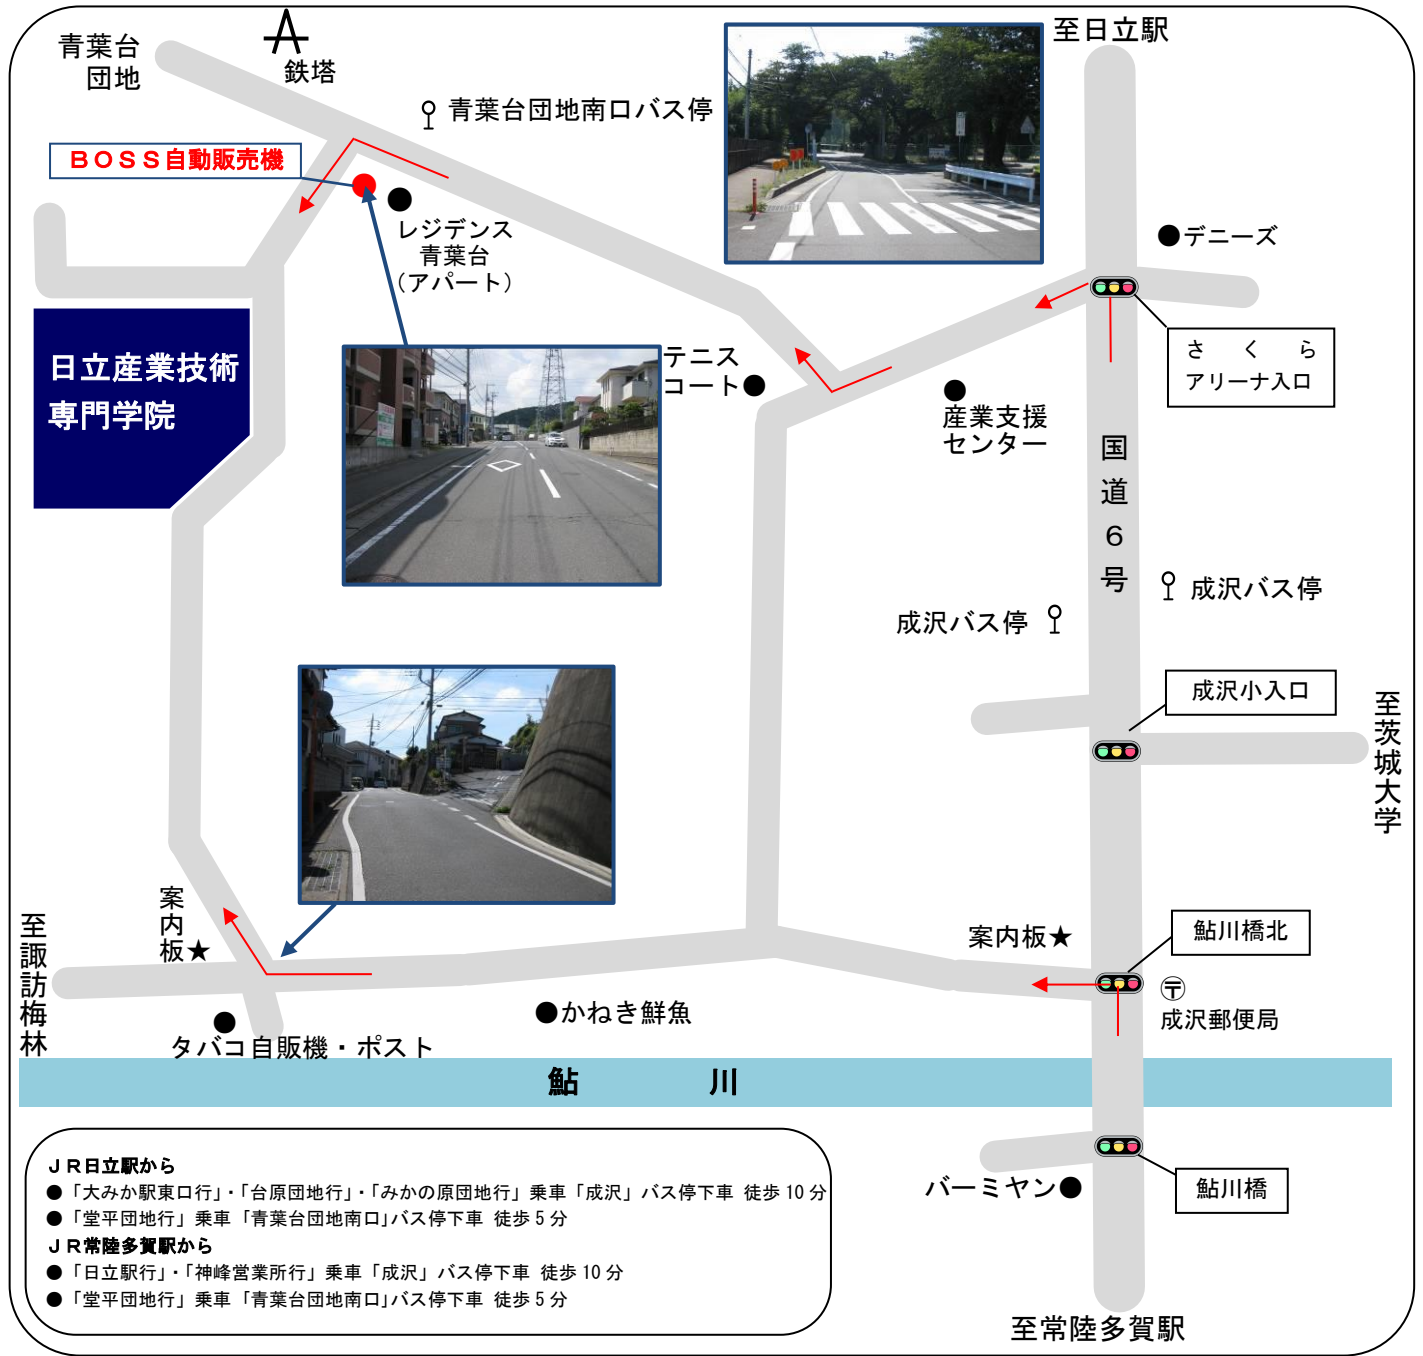 至日立駅
青葉台
団地
鉄塔
青葉台団地南口バス停
ＢＯＳＳ自動販売機
レジデンス
青葉台
（アパート）
●デニーズ
さくら
アリーナ入口
日立産業技術
専門学院
テニス
コート●
産業支援
センター
国道６号
成沢バス停
成沢バス停
成沢小入口
至茨城大学
案内板★
至諏訪梅林
案内板★
鮎川橋北
〒
成沢郵便局
●かねき鮮魚
タバコ自販機・ポスト
鮎川
バーミヤン●
鮎川橋
至常陸多賀駅
ＪＲ日立駅から
●「大みか駅東口行」・「台原団地行」・「みかの原団地行」乗車「成沢」バス停下車 徒歩10分
●「堂平団地行」乗車「青葉台団地南口」バス停下車 徒歩5分
ＪＲ常陸多賀駅から
●「日立駅行」・「神峰営業所行」乗車「成沢」バス停下車 徒歩10分
●「堂平団地行」乗車「青葉台団地南口」バス停下車 徒歩5分